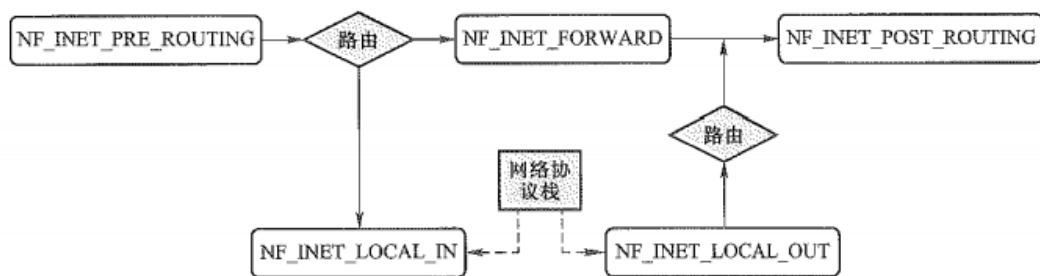 NF_INET_PRE_ROUTING
路由
NF_INET_FORWARD
NF_INET_POST_ROUTING
路由
网络协
议栈
NF_INET_LOCAL_IN
NF_INET_LOCAL_OUT